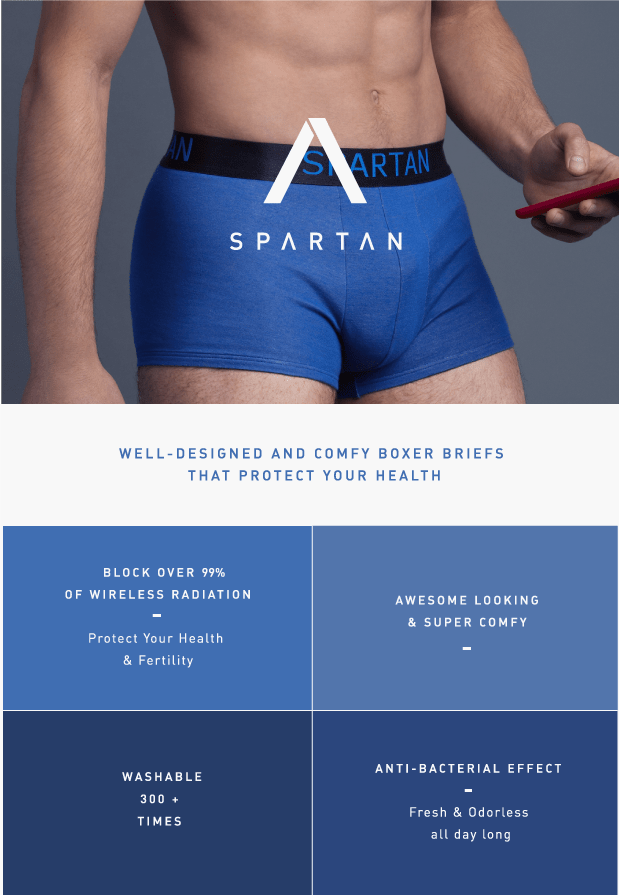 AN
SPARTAN
SPARTAN
WELL-DESIGNED AND COMFY BOXER BRIEFS
THAT PROTECT YOUR HEALTH
BLOCK OVER 99%
OF WIRELESS RADIATION
Protect Your Health
& Fertility
AWESOME LOOKING
& SUPER COMFY
WASHABLE
300 +
TIMES
ANTI-BACTERIAL EFFECT
Fresh & Odorless
all day long